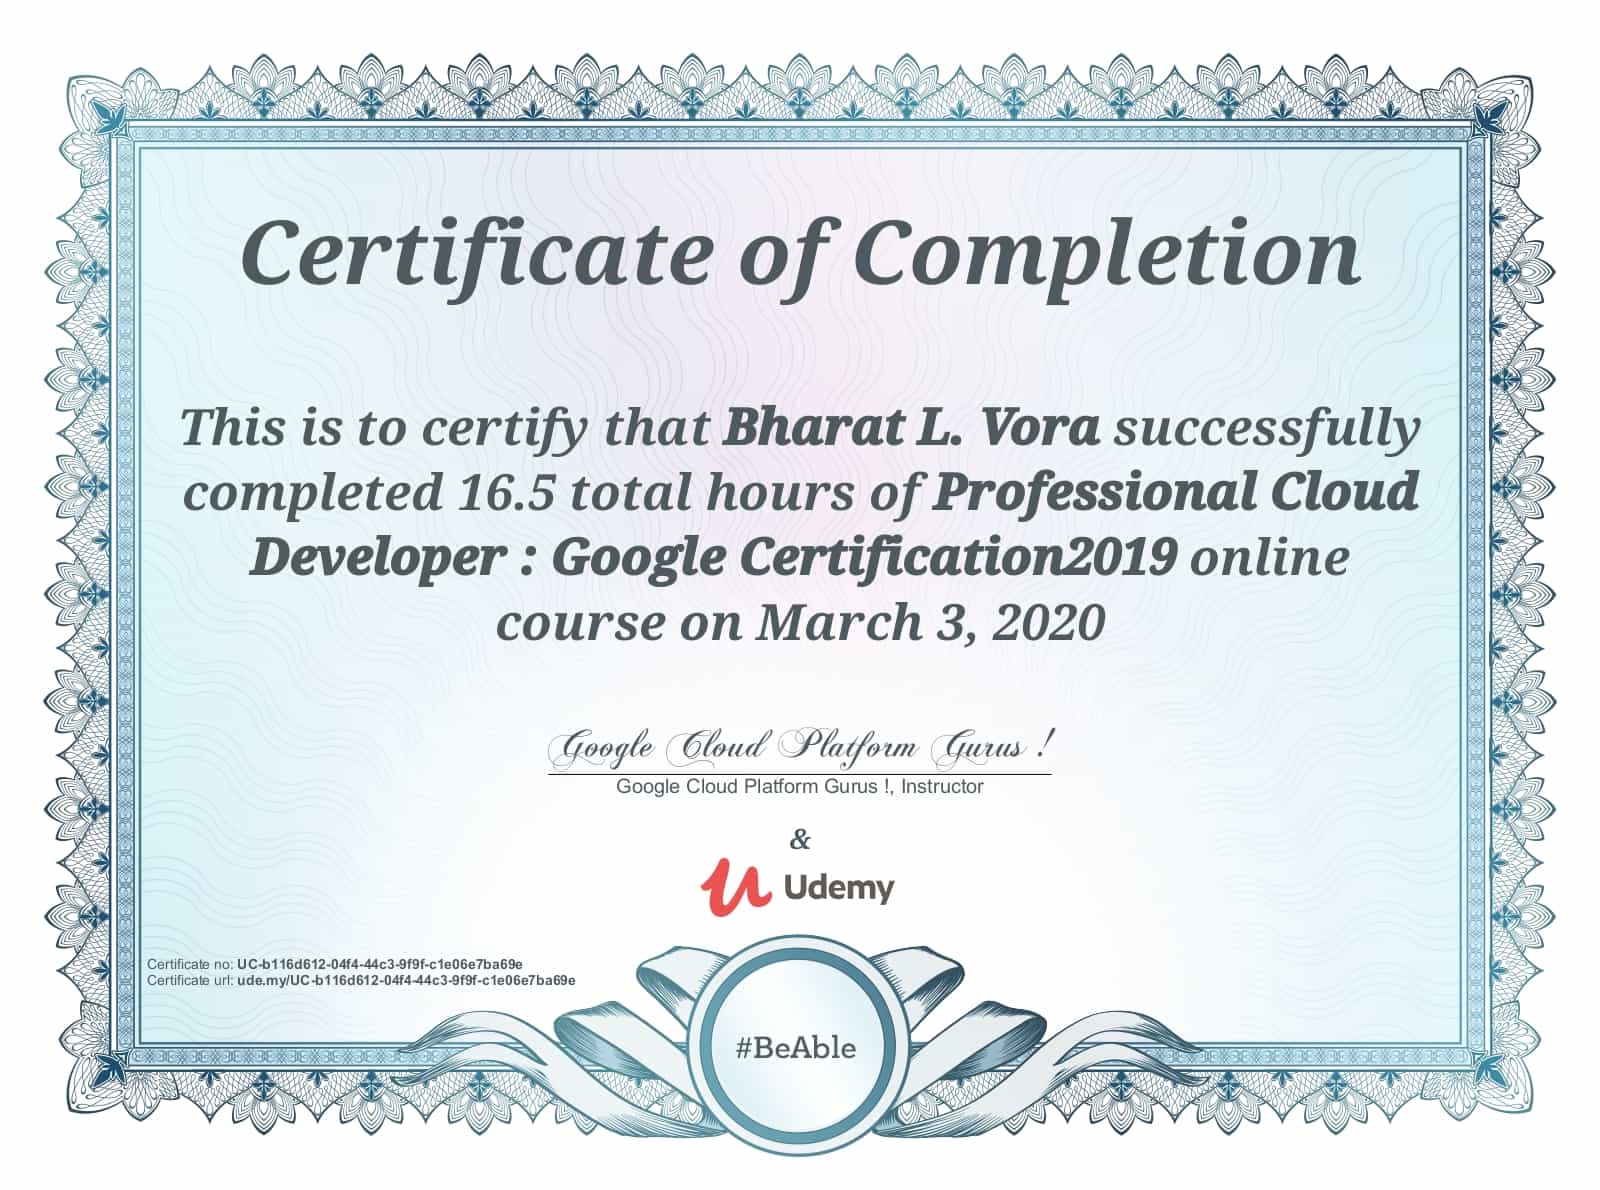 Certificate of Completion
This is to certify that Bharat L. Vora successfully
completed 16.5 total hours of Professional Cloud
Developer : Google Certification2019 online
course on March 3, 2020
Google Cloud Platform Gurus !
Google Cloud Platform Gurus !, Instructor
&
Udemy
Certificate no: UC-b116d612-04f4-44c3-9f9f-c1e06e7ba69e
Certificate url: ude.my/UC-b116d612-04f4-44c3-9f9f-c1e06e7ba69e
#BeAble